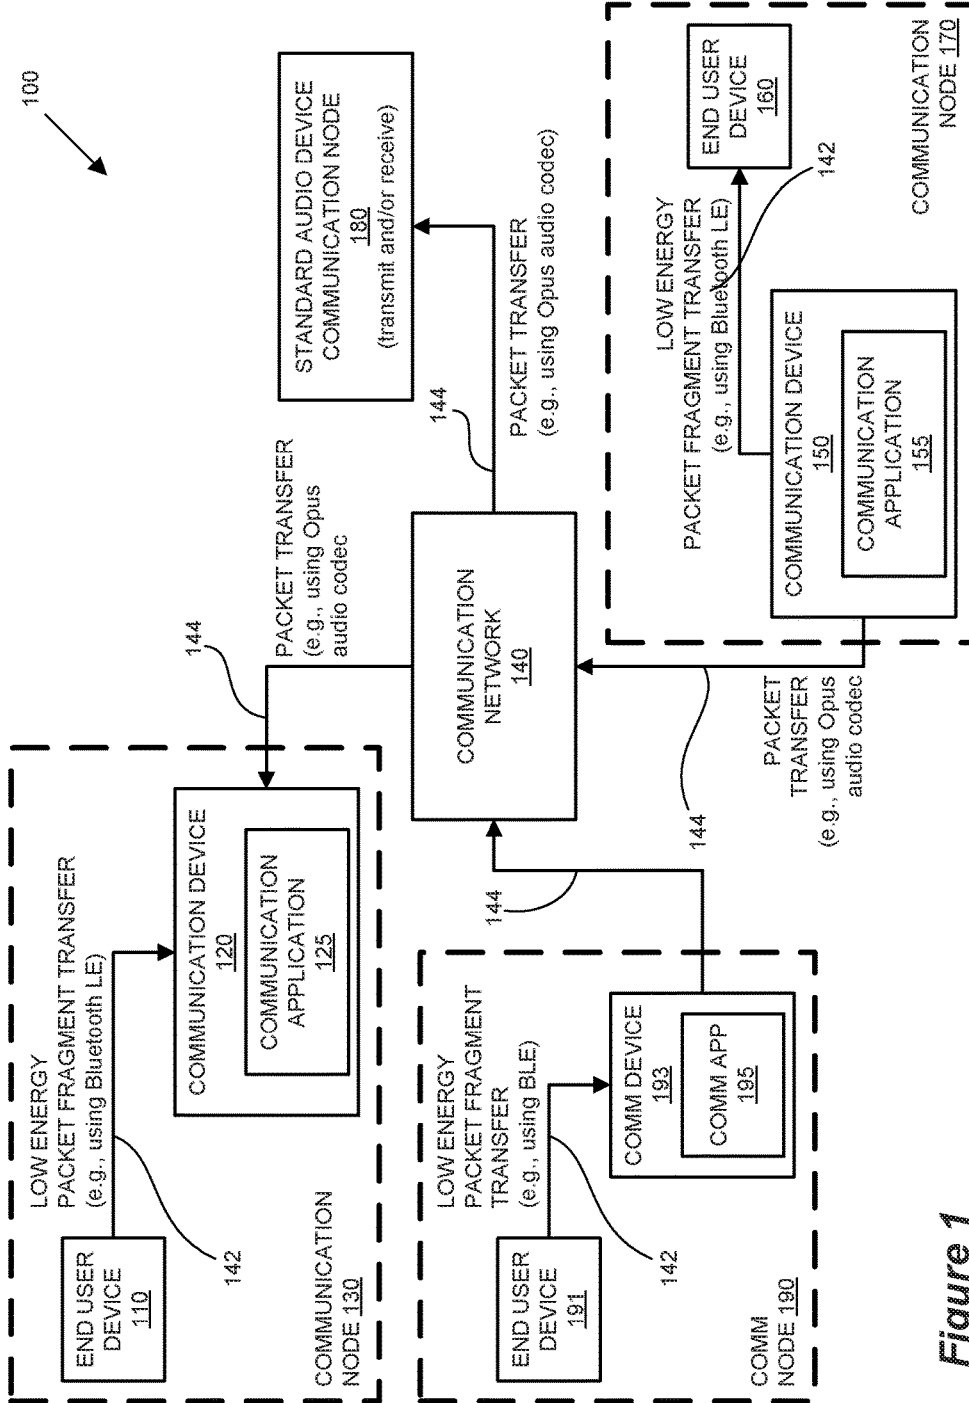 100
LOW ENERGY
PACKET FRAGMENT TRANSFER
(e.g., using Bluetooth LE)
END USER
DEVICE
110
142
COMMUNICATION DEVICE
120
COMMUNICATION
APPLICATION
125
COMMUNICATION
NODE 130
144
PACKET TRANSFER
(e.g., using Opus
audio codec)
STANDARD AUDIO DEVICE
COMMUNICATION NODE
180
(transmit and/or receive)
144
PACKET TRANSFER
(e.g., using Opus audio codec)
COMMUNICATION
NETWORK
140
LOW ENERGY
PACKET FRAGMENT
TRANSFER
(e.g., using BLE)
END USER
DEVICE
191
142
COMM DEVICE
193
COMM APP
195
COMM
NODE 190
144
144
PACKET
TRANSFER
(e.g., using Opus
audio codec)
LOW ENERGY
PACKET FRAGMENT TRANSFER
(e.g., using Bluetooth LE)
END USER
DEVICE
160
142
COMMUNICATION DEVICE
150
COMMUNICATION
APPLICATION
155
COMMUNICATION
NODE 170
Figure 1